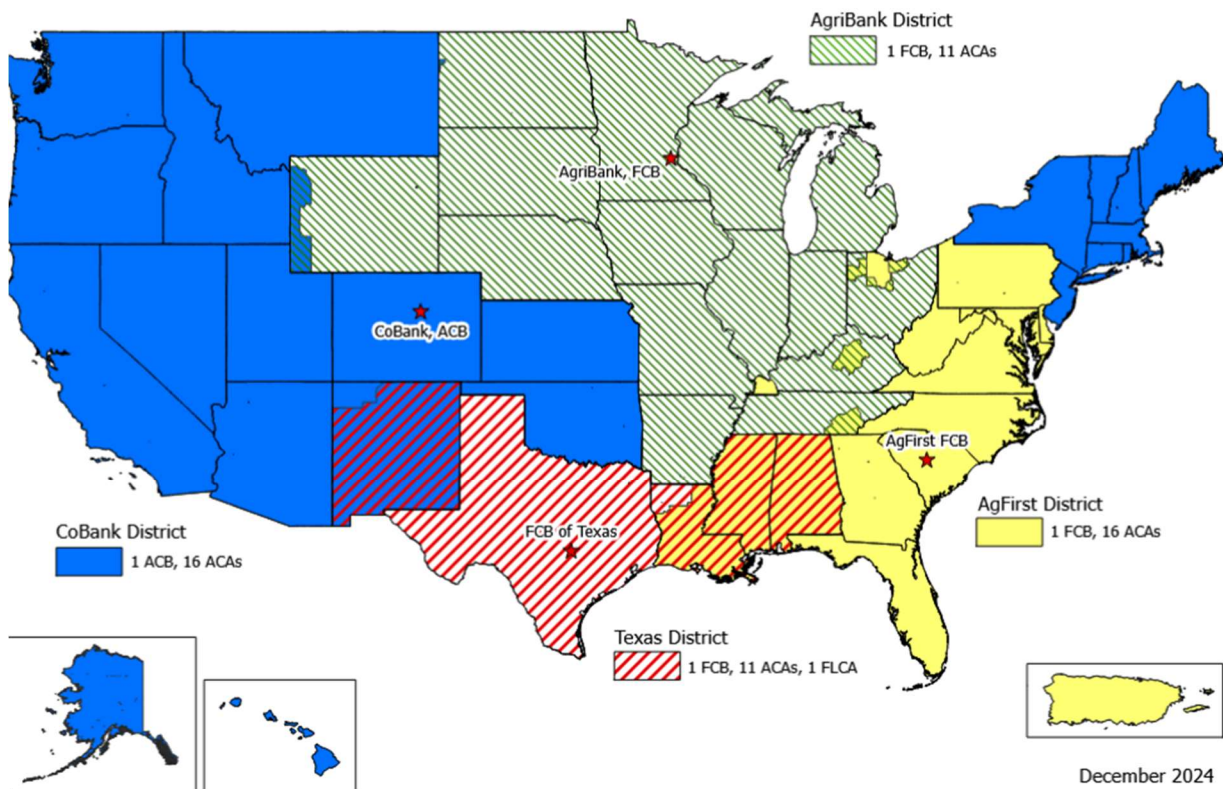 AgriBank District
1 FCB, 11 ACAs
AgriBank, FCB
CoBank, ACB
AgFirst FCB
AgFirst District
1 FCB, 16 ACAs
CoBank District
1 ACB, 16 ACAs
FCB of Texas
Texas District
1 FCB, 11 ACAs, 1 FLCA
December 2024